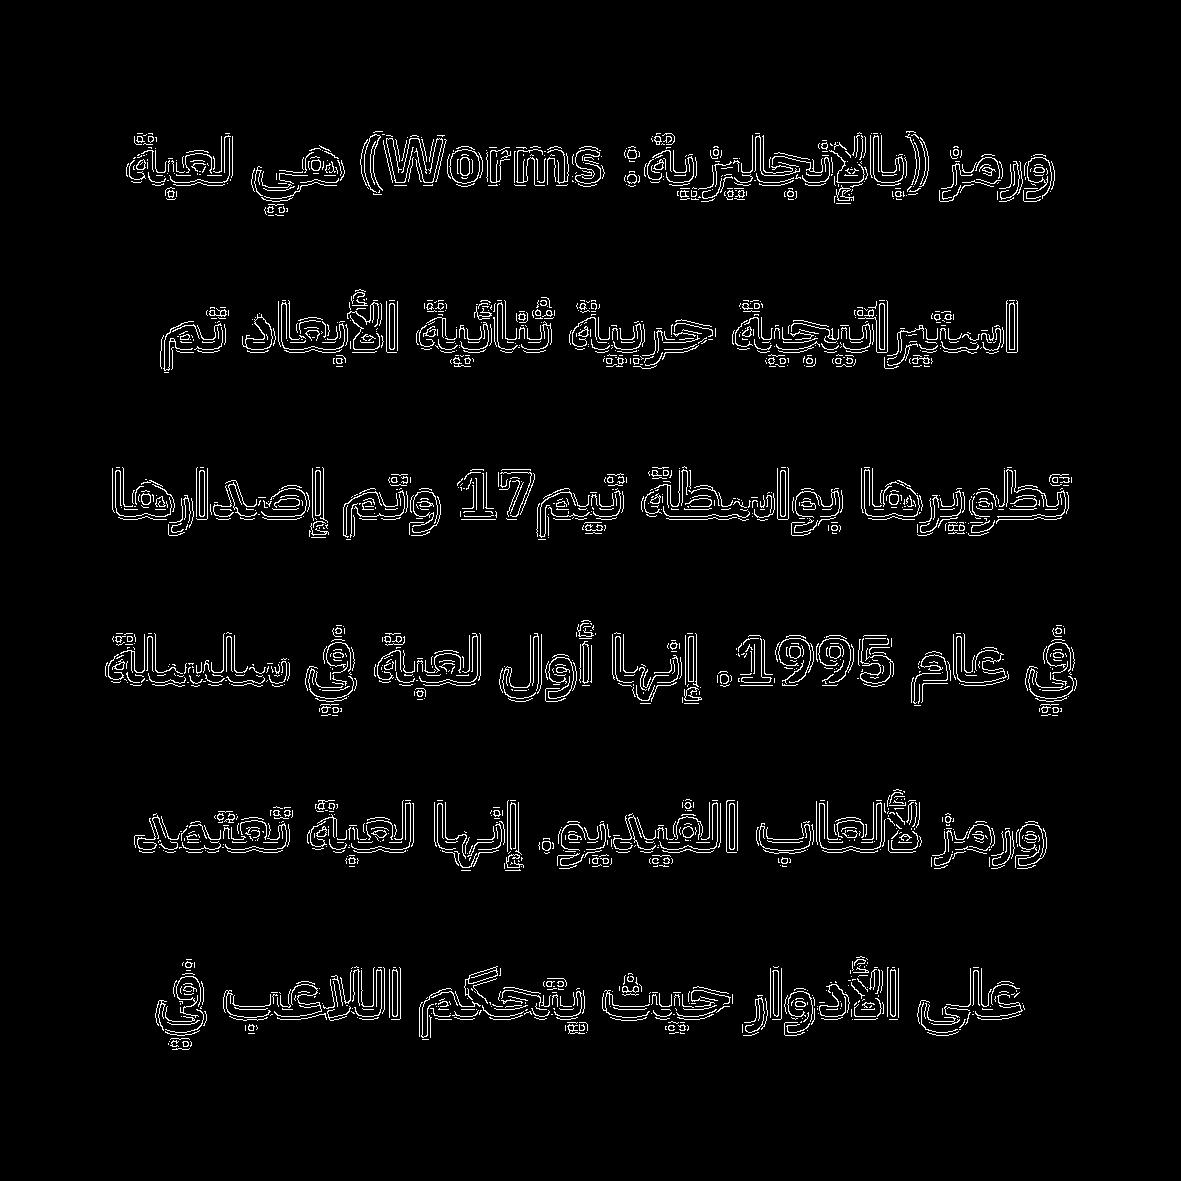 ورمز (بالإنجليزية: Worms) هي لعبة
استيراتيجية حربية ثنائية الأبعاد تم
تطويرها بواسطة تيم17 وتم إصدارها
في عام 1995. إنها أول لعبة في سلسلة
ورمز لألعاب الفيديو. إنها لعبة تعتمد
على الأدوار حيث يتحكم اللاعب في